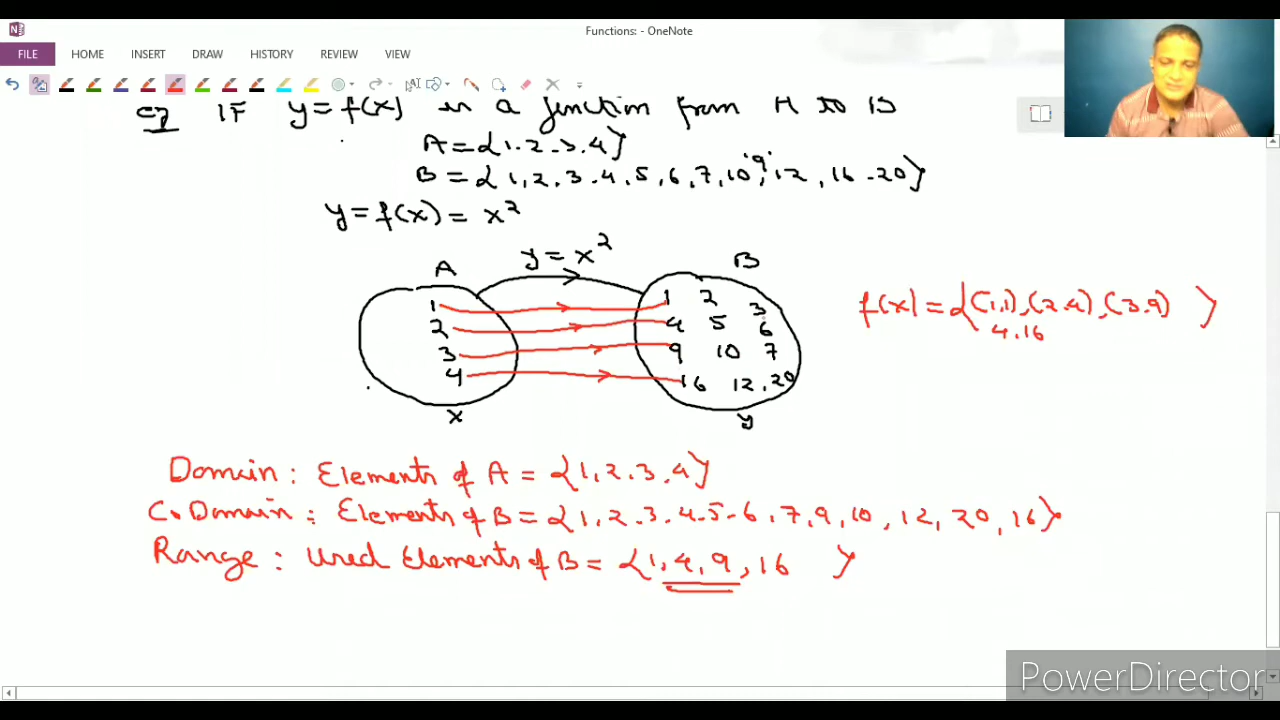 Functions: - OneNote
FILE HOME INSERT DRAW HISTORY REVIEW VIEW
eg IF y = f(x) is a function from A to B
A = {1, 2, 3, 4}
B = {1, 2, 3, 4, 5, 6, 7, 10, 9, 12, 16, 20}
y = f(x) = x²
y = x²
A B
1 1 2 3
2 4 5 6
3 9 10 7
4 16 12, 20
x y
f(x) = {(1,1), (2,4), (3,9) }
4,16
Domain : Elements of A = {1, 2, 3, 4}
Co Domain : Elements of B = {1, 2, 3, 4, 5, 6, 7, 9, 10, 12, 20, 16}
Range : Used Elements of B = {1, 4, 9, 16 }
PowerDirector